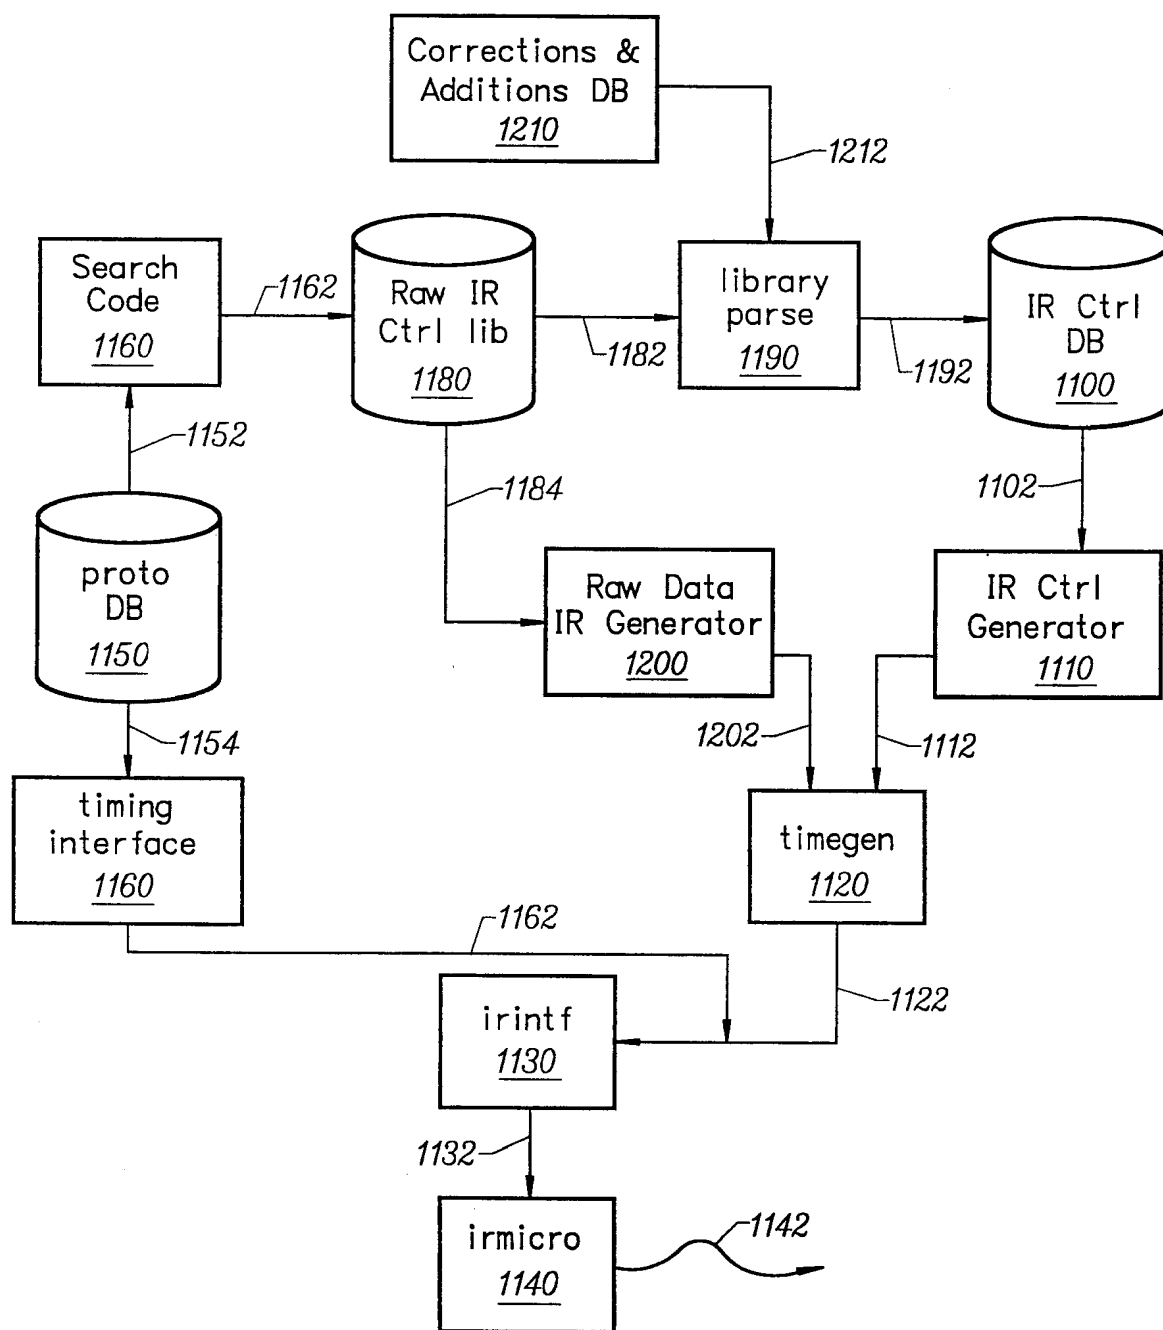 Corrections &
Additions DB
1210
1212
Search
Code
1160
1162
Raw IR
Ctrl lib
1180
1182
library
parse
1190
1192
IR Ctrl
DB
1100
1152
1184
1102
proto
DB
1150
Raw Data
IR Generator
1200
IR Ctrl
Generator
1110
1154
1202
1112
timing
interface
1160
timegen
1120
1162
1122
irintf
1130
1132
irmicro
1140
1142